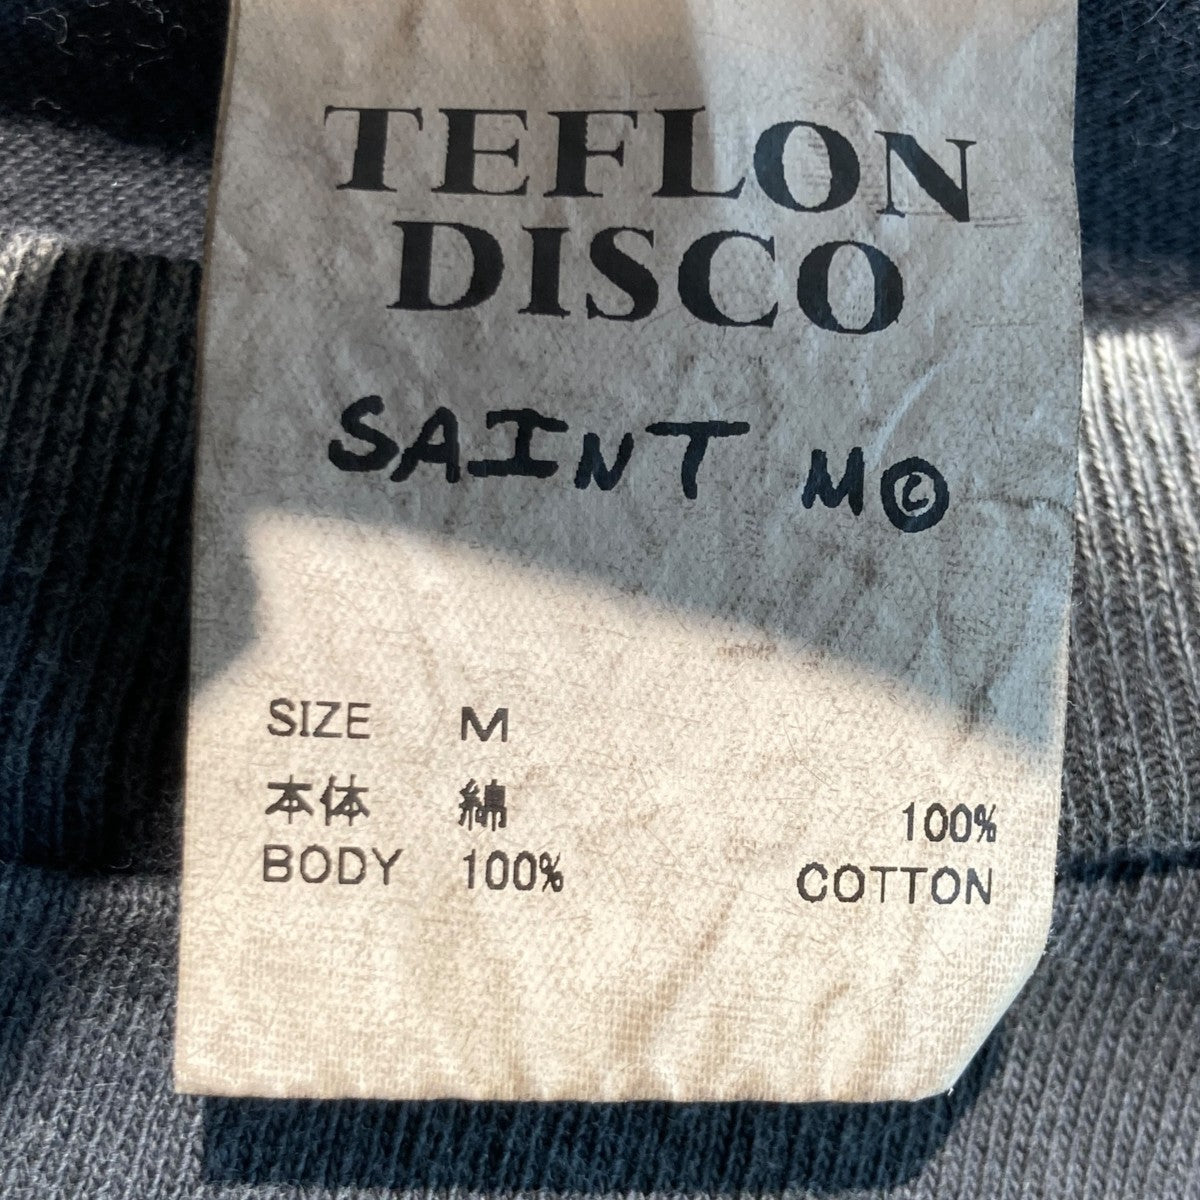 TEFLON
DISCO
SAINT M©
SIZE M
本体 綿 100%
BODY 100% COTTON